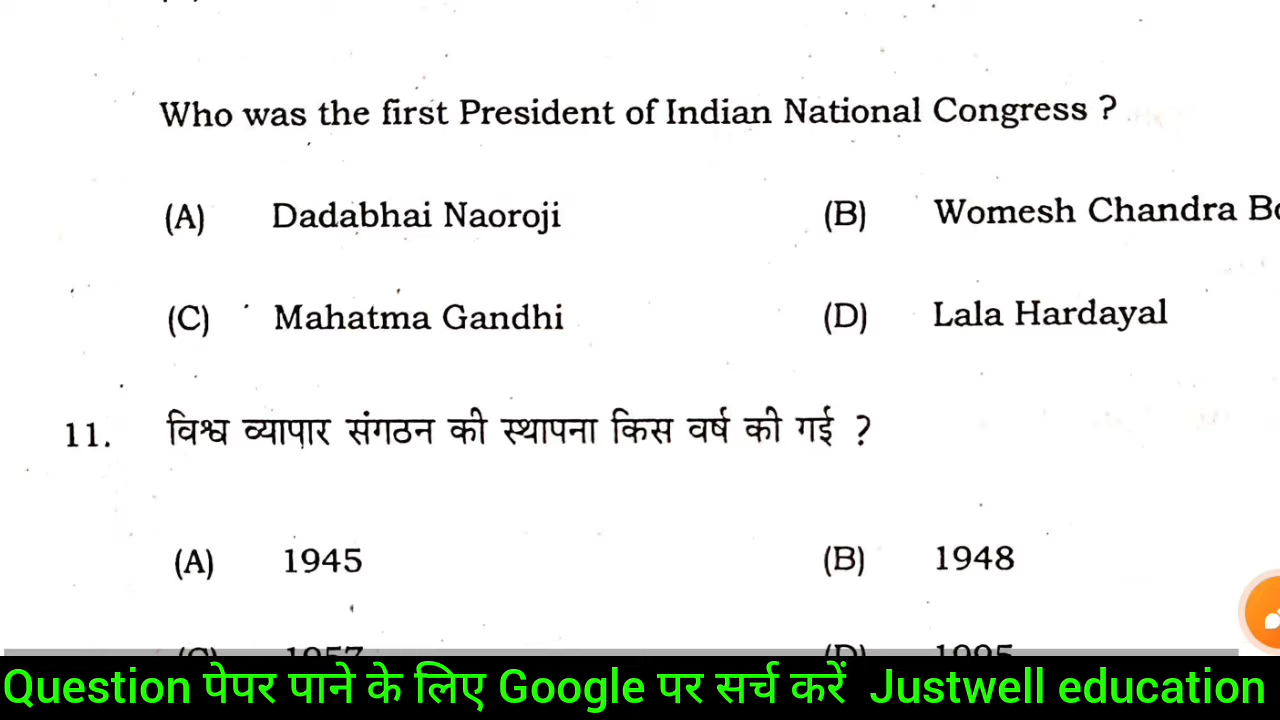 Who was the first President of Indian National Congress ?
(A) Dadabhai Naoroji (B) Womesh Chandra
(C) Mahatma Gandhi (D) Lala Hardayal
11. विश्व व्यापार संगठन की स्थापना किस वर्ष की गई ?
(A) 1945 (B) 1948
(C) 1957 (D) 1995
Question पेपर पाने के लिए Google पर सर्च करें Justwell education